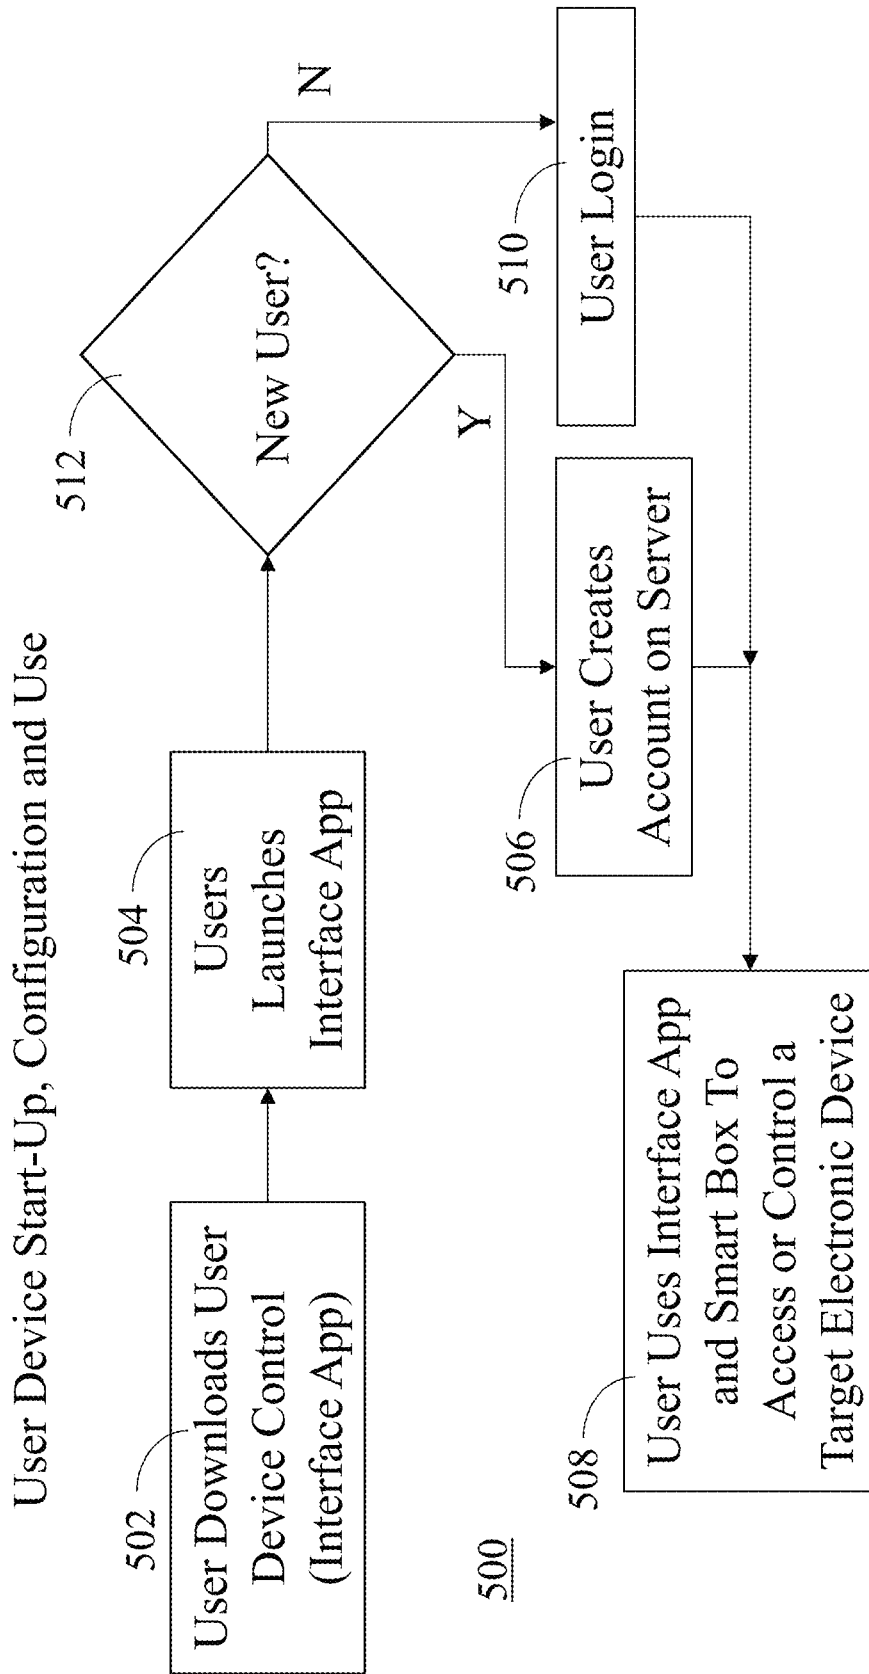 User Device Start-Up, Configuration and Use
502
User Downloads User
Device Control
(Interface App)
504
Users
Launches
Interface App
512
New User?
N
Y
510
User Login
506
User Creates
Account on Server
508
User Uses Interface App
and Smart Box To
Access or Control a
Target Electronic Device
500